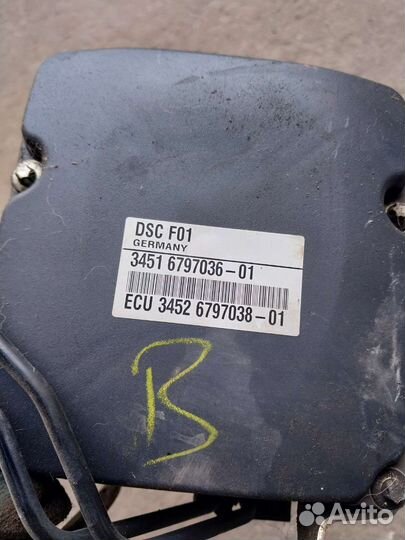 DSC F01
GERMANY
3451 6797036-01
ECU 3452 6797038-01
B
Avito